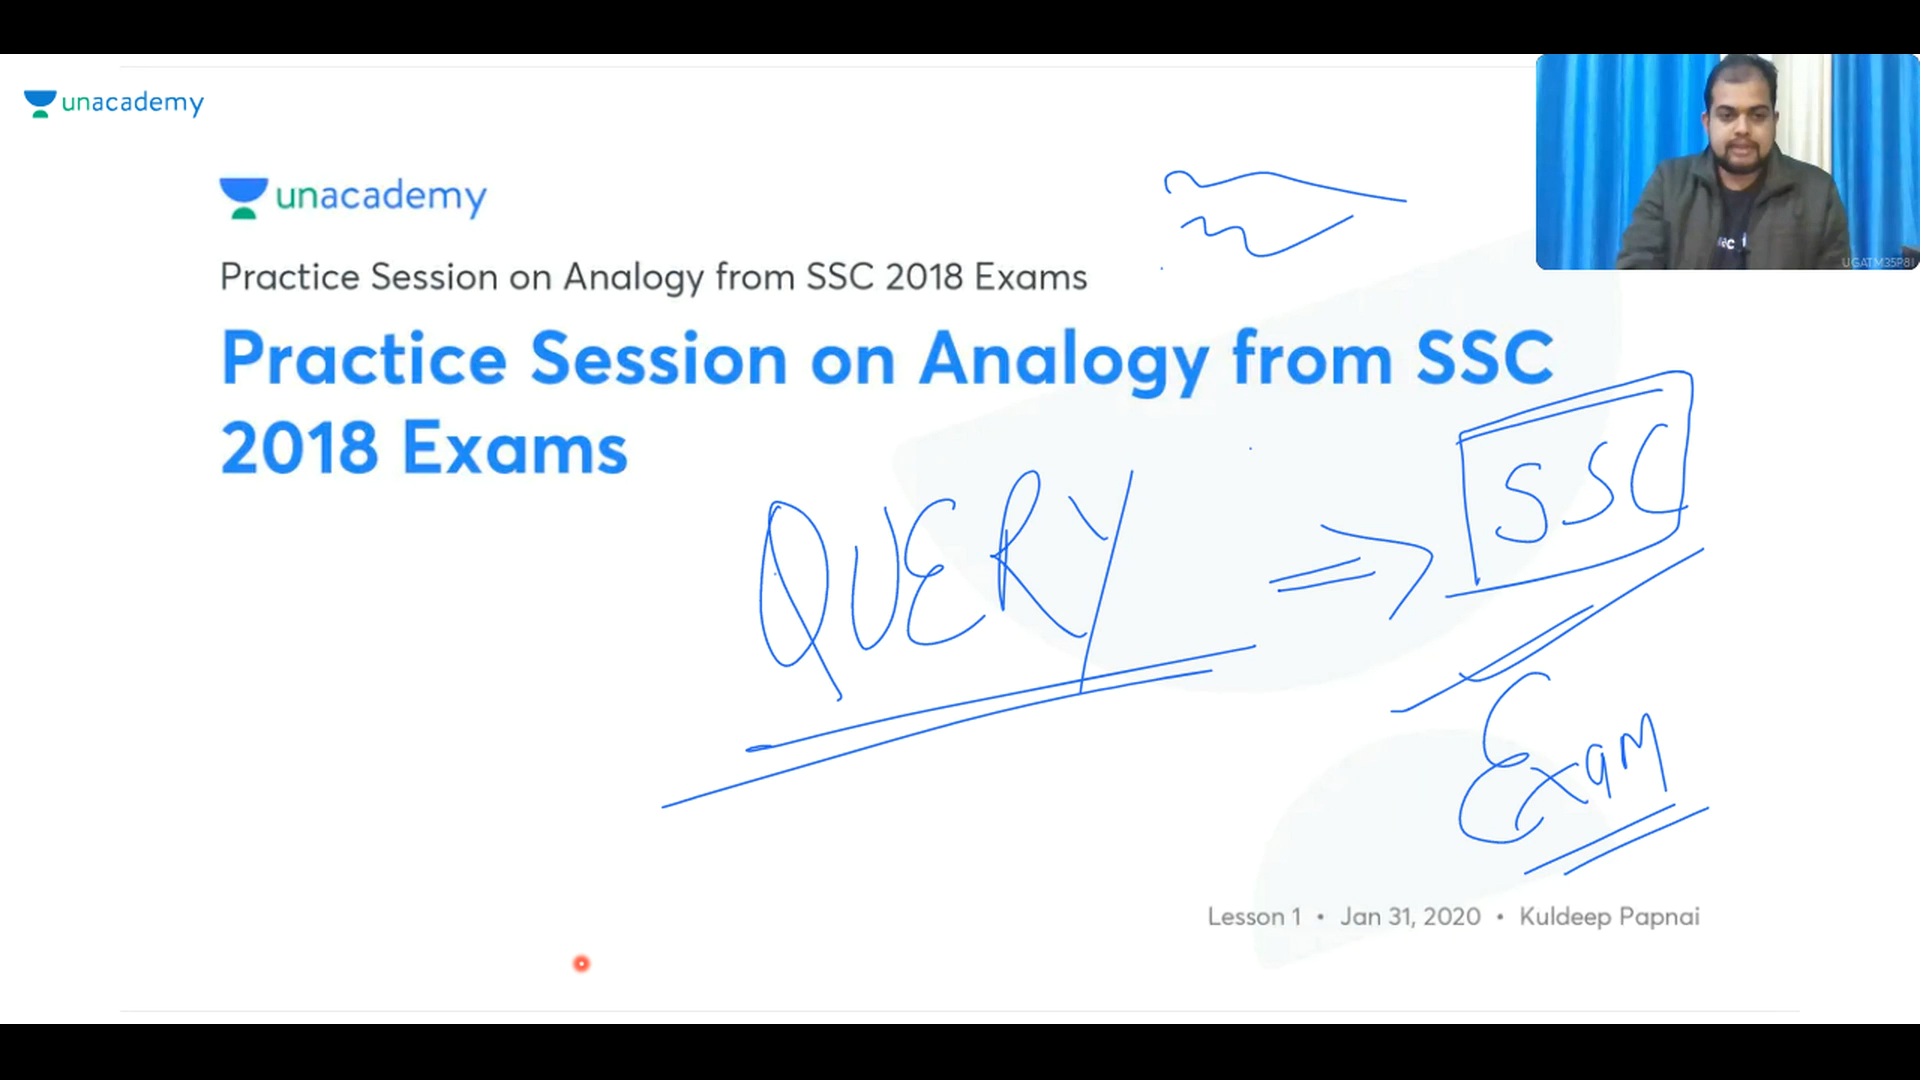 unacademy
unacademy
Practice Session on Analogy from SSC 2018 Exams
Practice Session on Analogy from SSC
2018 Exams
QUERY => SSC
Exam
Lesson 1 • Jan 31, 2020 • Kuldeep Papnai
UGATM35P8I